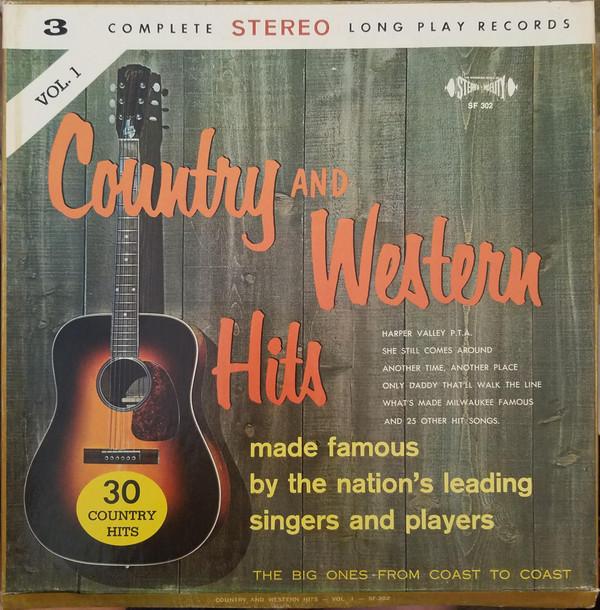 3 COMPLETE STEREO LONG PLAY RECORDS
VOL. 1
SF 302
Country AND
Western
Hits
HARPER VALLEY P.T.A.
SHE STILL COMES AROUND
ANOTHER TIME, ANOTHER PLACE
ONLY DADDY THAT'LL WALK THE LINE
WHAT'S MADE MILWAUKEE FAMOUS
AND 25 OTHER HIT SONGS.
made famous
by the nation's leading
singers and players
30
COUNTRY
HITS
THE BIG ONES-FROM COAST TO COAST
COUNTRY AND WESTERN HITS — VOL. 1 — SF-302